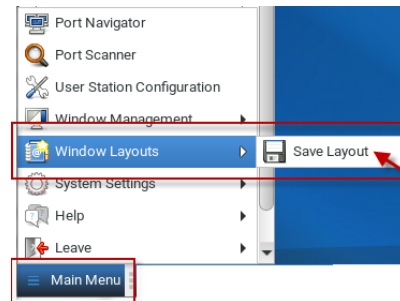 Port Navigator
Port Scanner
User Station Configuration
Window Management
Window Layouts
Save Layout
System Settings
Help
Leave
Main Menu